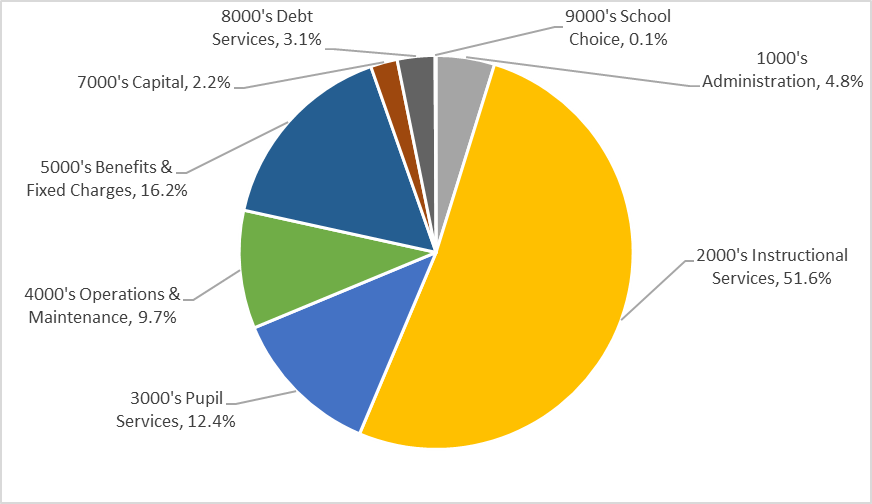 8000's Debt
Services, 3.1%
9000's School
Choice, 0.1%
1000's
Administration, 4.8%
7000's Capital, 2.2%
5000's Benefits &
Fixed Charges, 16.2%
2000's Instructional
Services, 51.6%
4000's Operations &
Maintenance, 9.7%
3000's Pupil
Services, 12.4%